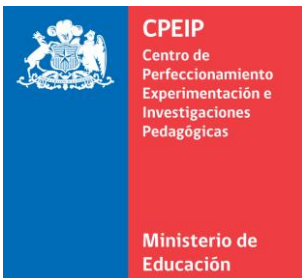 CPEIP
Centro de
Perfeccionamiento
Experimentación e
Investigaciones
Pedagógicas
Ministerio de
Educación